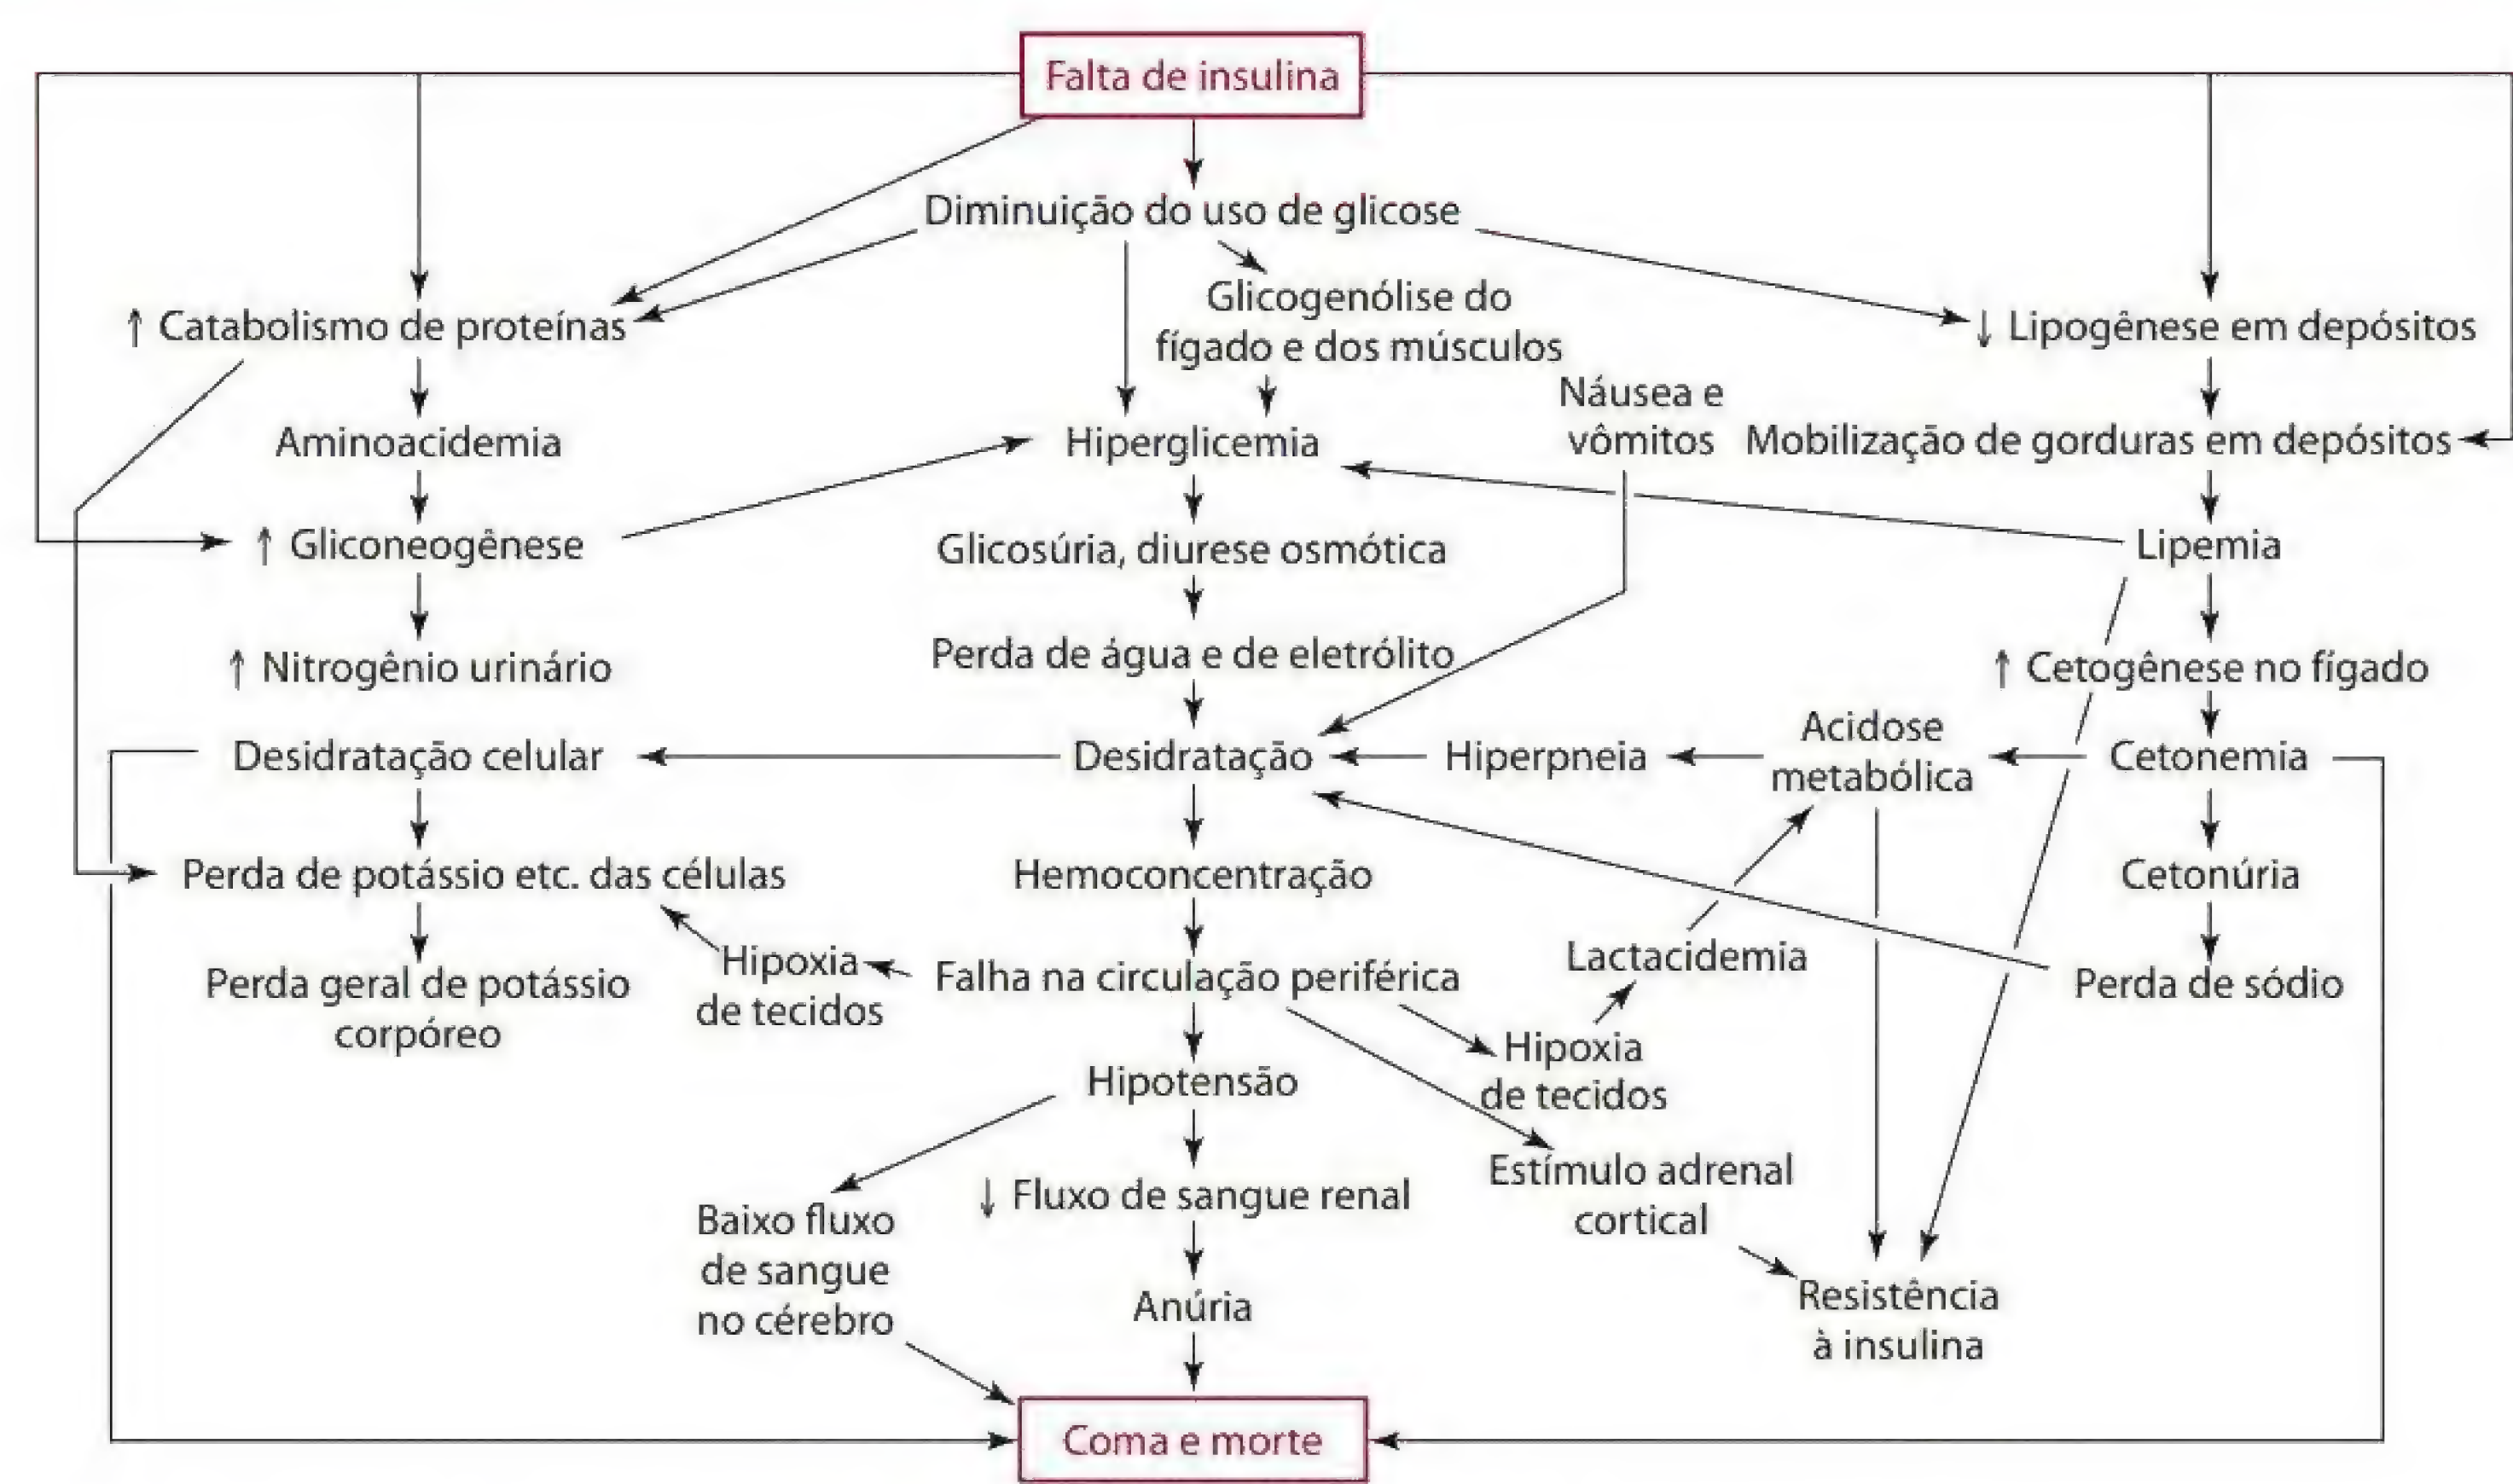 Falta de insulina
Diminuição do uso de glicose
Glicogenólise do
fígado e dos músculos
↑ Catabolismo de proteínas
↓ Lipogênese em depósitos
Náusea e
vômitos
Aminoacidemia
Hiperglicemia
Mobilização de gorduras em depósitos
↑ Gliconeogênese
Glicosúria, diurese osmótica
Lipemia
↑ Nitrogênio urinário
Perda de água e de eletrólito
↑ Cetogênese no fígado
Desidratação celular
Desidratação
Hiperpneia
Acidose
metabólica
Cetonemia
Perda de potássio etc. das células
Hemoconcentração
Cetonúria
Perda geral de potássio
corpóreo
Hipoxia
de tecidos
Falha na circulação periférica
Lactacidemia
Perda de sódio
Hipoxia
de tecidos
Hipotensão
Estímulo adrenal
cortical
Baixo fluxo
de sangue
no cérebro
↓ Fluxo de sangue renal
Anúria
Resistência
à insulina
Coma e morte